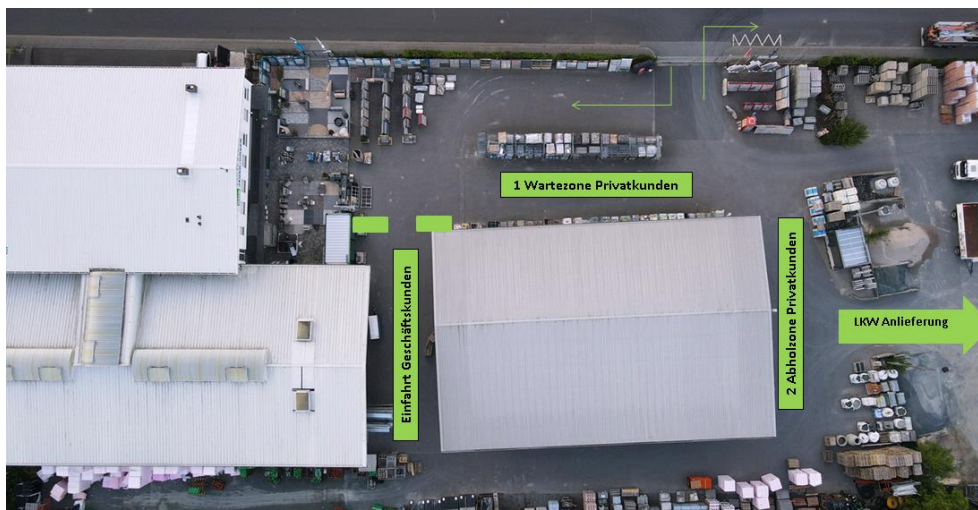 1 Wartezone Privatkunden
Einfahrt Geschäftskunden
2 Abholzone Privatkunden
LKW Anlieferung